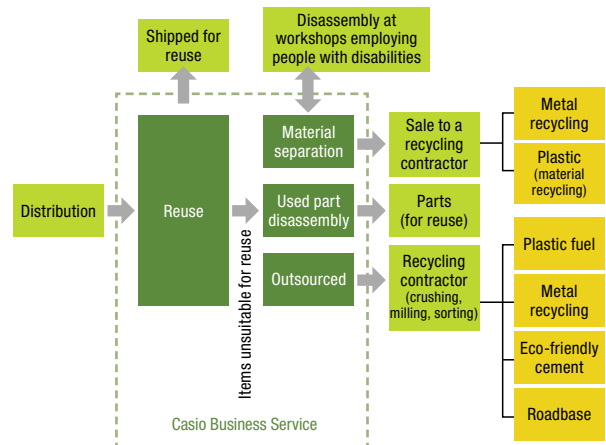 Shipped for
reuse
Disassembly at
workshops employing
people with disabilities
Distribution
Reuse
Items unsuitable for reuse
Material
separation
Used part
disassembly
Outsourced
Sale to a
recycling
contractor
Parts
(for reuse)
Recycling
contractor
(crushing,
milling, sorting)
Metal
recycling
Plastic
(material
recycling)
Plastic fuel
Metal
recycling
Eco-friendly
cement
Roadbase
Casio Business Service